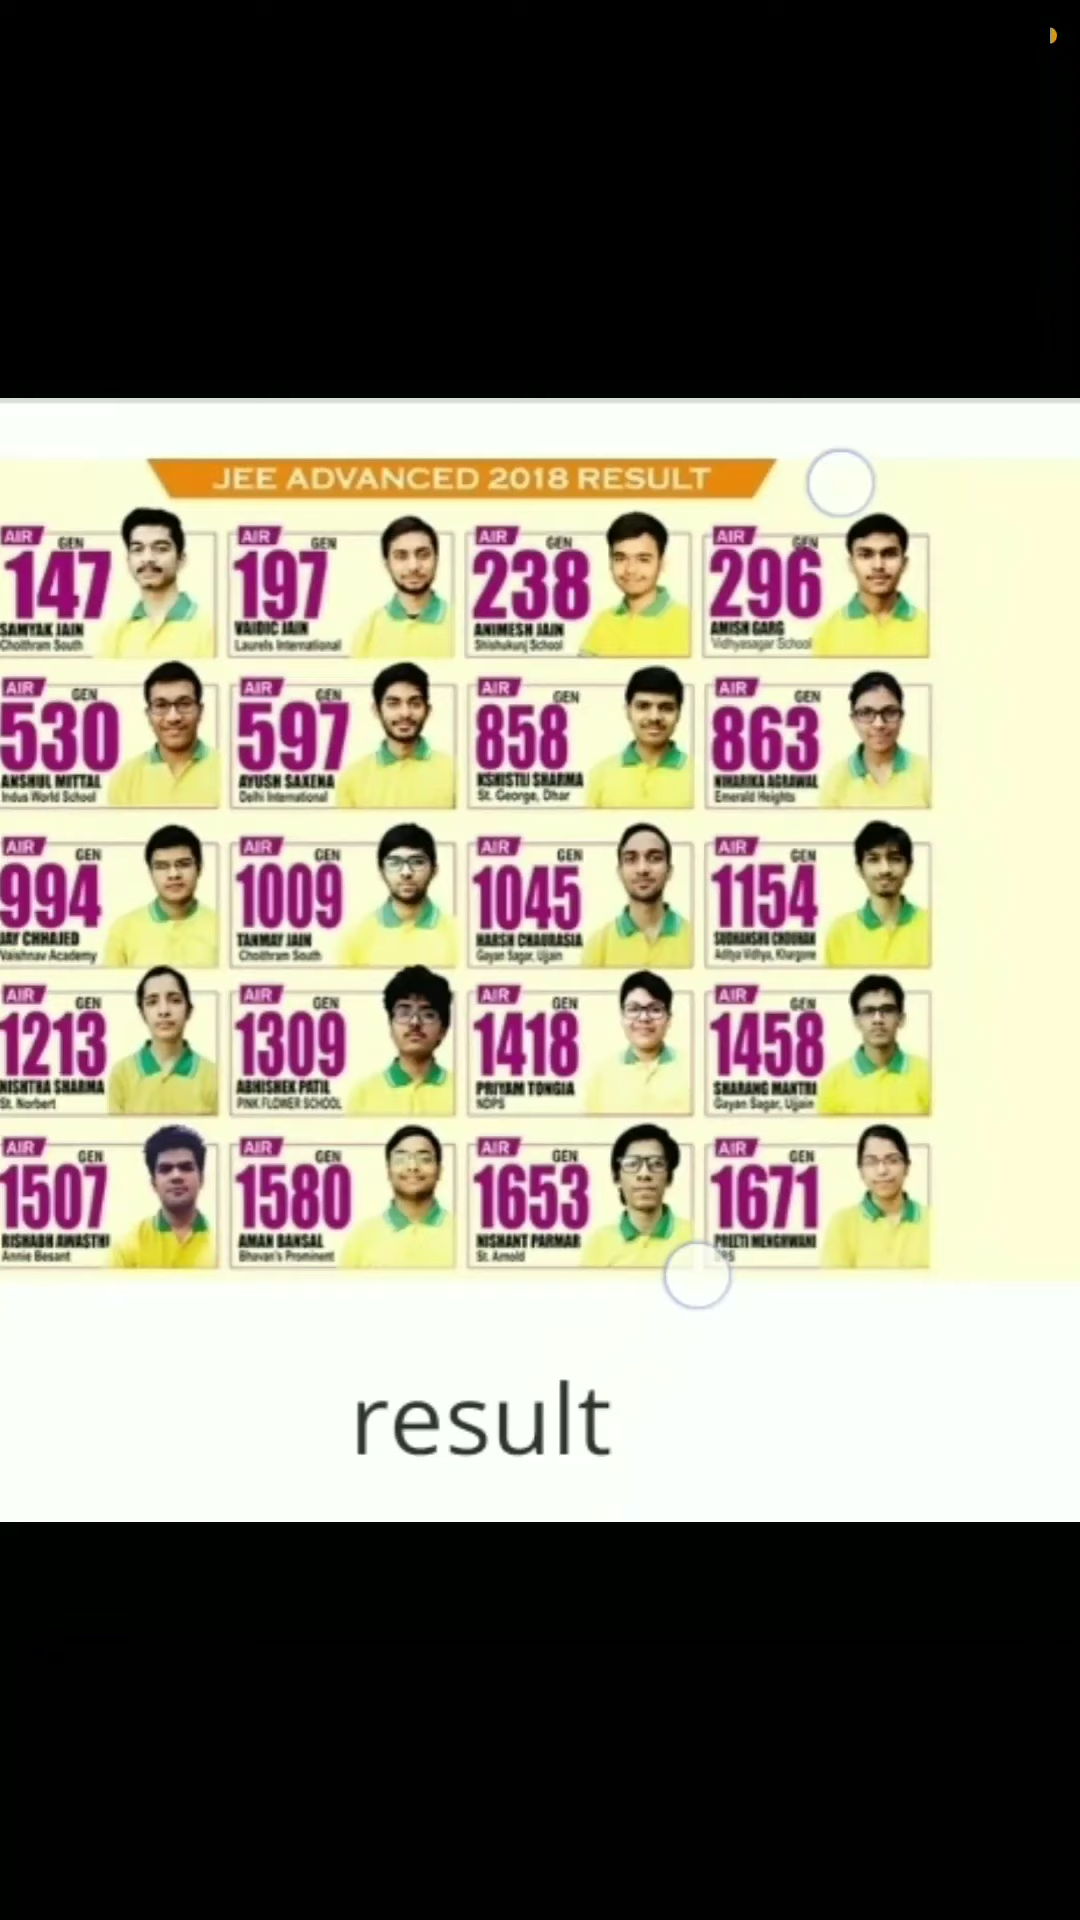 JEE ADVANCED 2018 RESULT
AIR GEN
147
SAMYAK JAIN
Choithram South
AIR GEN
197
VAIDIC JAIN
Laurels International
AIR GEN
238
ANIMESH JAIN
Shishukunj School
AIR GEN
296
AMISH GARG
Vidhyasagar School
AIR GEN
530
ANSHUL MITTAL
Indus World School
AIR GEN
597
AYUSH SAXENA
Delhi International
AIR GEN
858
KSHISTIJ SHARMA
St. George, Dhar
AIR GEN
863
NIHARIKA AGRAWAL
Emerald Heights
AIR GEN
994
JAY CHHAJED
Vaishnav Academy
AIR GEN
1009
TANMAY JAIN
Choithram South
AIR GEN
1045
HARSH CHAURASIA
Gayan Sagar, Ujjain
AIR GEN
1154
SUDHANSHU CHOUHAN
Aditya Vidhya, Khargone
AIR GEN
1213
NISHTHA SHARMA
St. Norbert
AIR GEN
1309
ABHISHEK PATIL
PINK FLOWER SCHOOL
AIR GEN
1418
PRIYAM TONGIA
NDPS
AIR GEN
1458
SHARANG MANTRI
Gayan Sagar, Ujjain
AIR GEN
1507
RISHABH AWASTHI
Annie Besant
AIR GEN
1580
AMAN BANSAL
Bhavan's Prominent
AIR GEN
1653
NISHANT PARMAR
St. Arnold
AIR GEN
1671
PREETI MENGHWANI
result